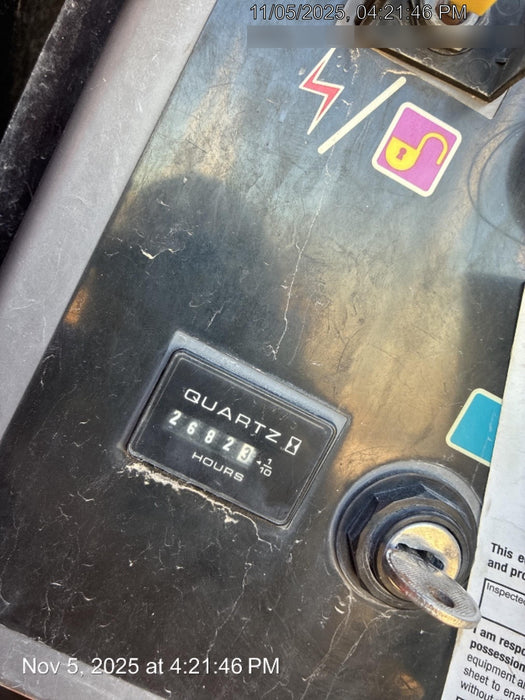 11/05/2025, 04:21:46 PM
QUARTZ
26823
1/10
HOURS
This e
and pro
Inspected
I am respo
possession
equipment a
sheet to ena
without
Nov 5, 2025 at 4:21:46 PM